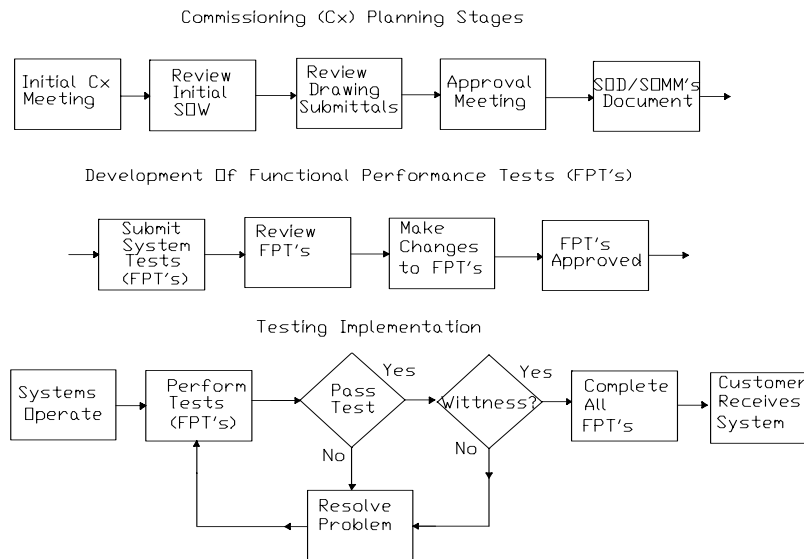 Commissioning (Cx) Planning Stages
Initial Cx
Meeting
Review
Initial
SOW
Review
Drawing
Submittals
Approval
Meeting
SOD/SOMM's
Document
Development Of Functional Performance Tests (FPT's)
Submit
System
Tests
(FPT's)
Review
FPT's
Make
Changes
to FPT's
FPT's
Approved
Testing Implementation
Systems
Operate
Perform
Tests
(FPT's)
Pass
Test
Yes
No
Wittness?
Yes
No
Complete
All
FPT's
Customer
Receives
System
Resolve
Problem